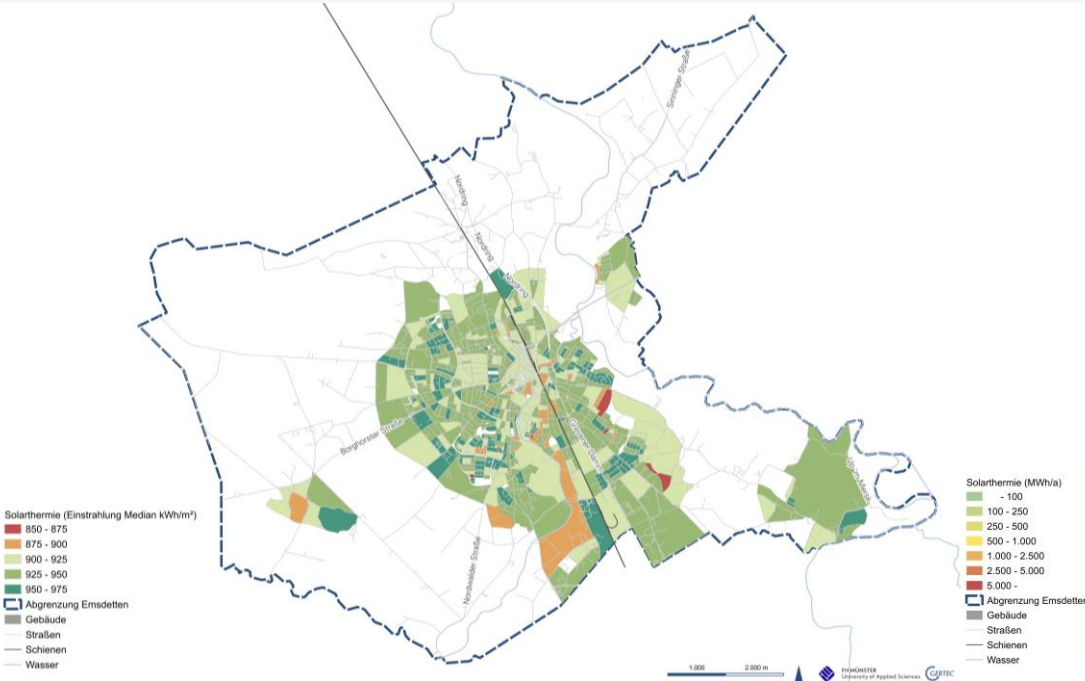 Sinninger Straße
Nordring
Nordring
Nordring
Borghorster Straße
Nordwalder Straße
Solarthermie (Einstrahlung Median kWh/m²)
850 - 875
875 - 900
900 - 925
925 - 950
950 - 975
Abgrenzung Emsdetten
Gebäude
Straßen
Schienen
Wasser
Solarthermie (MWh/a)
- 100
100 - 250
250 - 500
500 - 1.000
1.000 - 2.500
2.500 - 5.000
5.000 -
Abgrenzung Emsdetten
Gebäude
Straßen
Schienen
Wasser
1.000 2.000 m
FH MÜNSTER
University of Applied Sciences
GERTEC